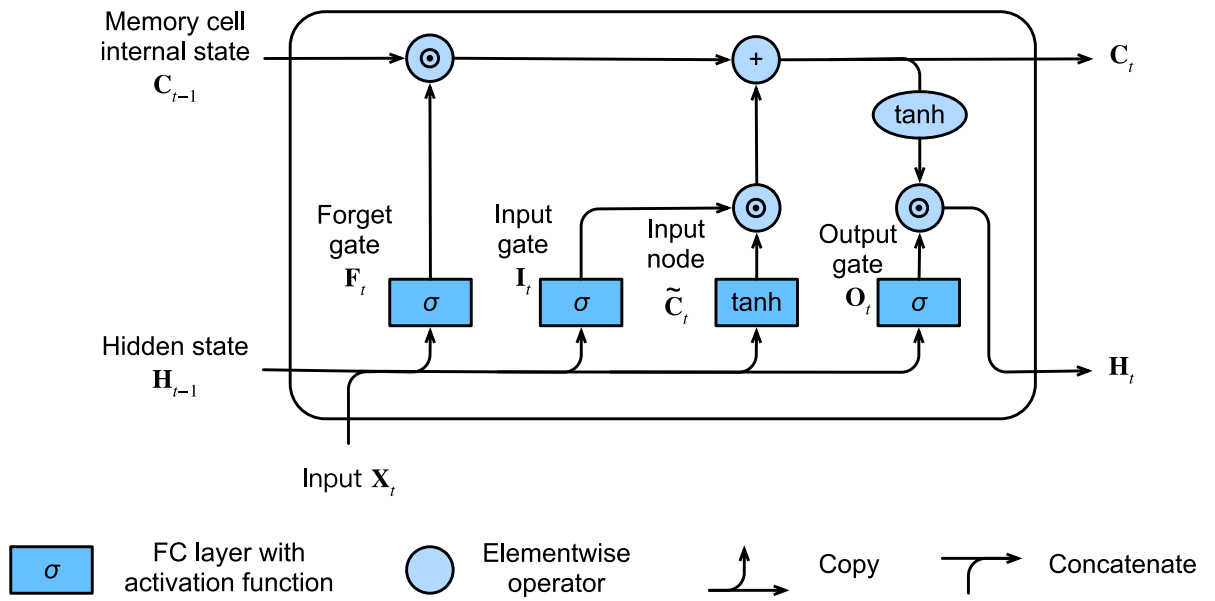 Memory cell
internal state
C_{t−1}
⊙
+
C_t
tanh
Forget
gate
F_t
Input
gate
I_t
Input
node
C̃_t
⊙
Output
gate
O_t
⊙
σ
σ
tanh
σ
Hidden state
H_{t−1}
H_t
Input X_t
σ
FC layer with
activation function
Elementwise
operator
Copy
Concatenate